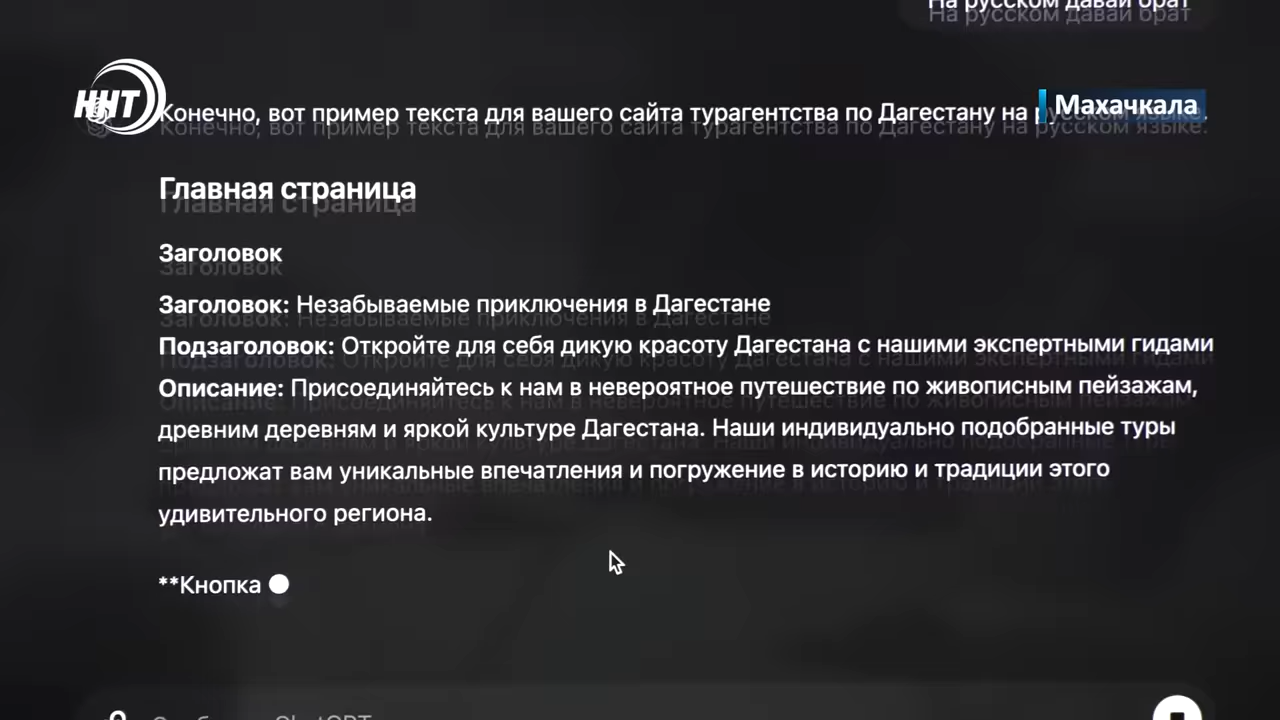 На русском давай брат
ННТ
Махачкала
Конечно, вот пример текста для вашего сайта турагентства по Дагестану на русском языке.
Главная страница
Заголовок
Заголовок: Незабываемые приключения в Дагестане
Подзаголовок: Откройте для себя дикую красоту Дагестана с нашими экспертными гидами
Описание: Присоединяйтесь к нам в невероятное путешествие по живописным пейзажам,
древним деревням и яркой культуре Дагестана. Наши индивидуально подобранные туры
предложат вам уникальные впечатления и погружение в историю и традиции этого
удивительного региона.
**Кнопка
ChatGPT